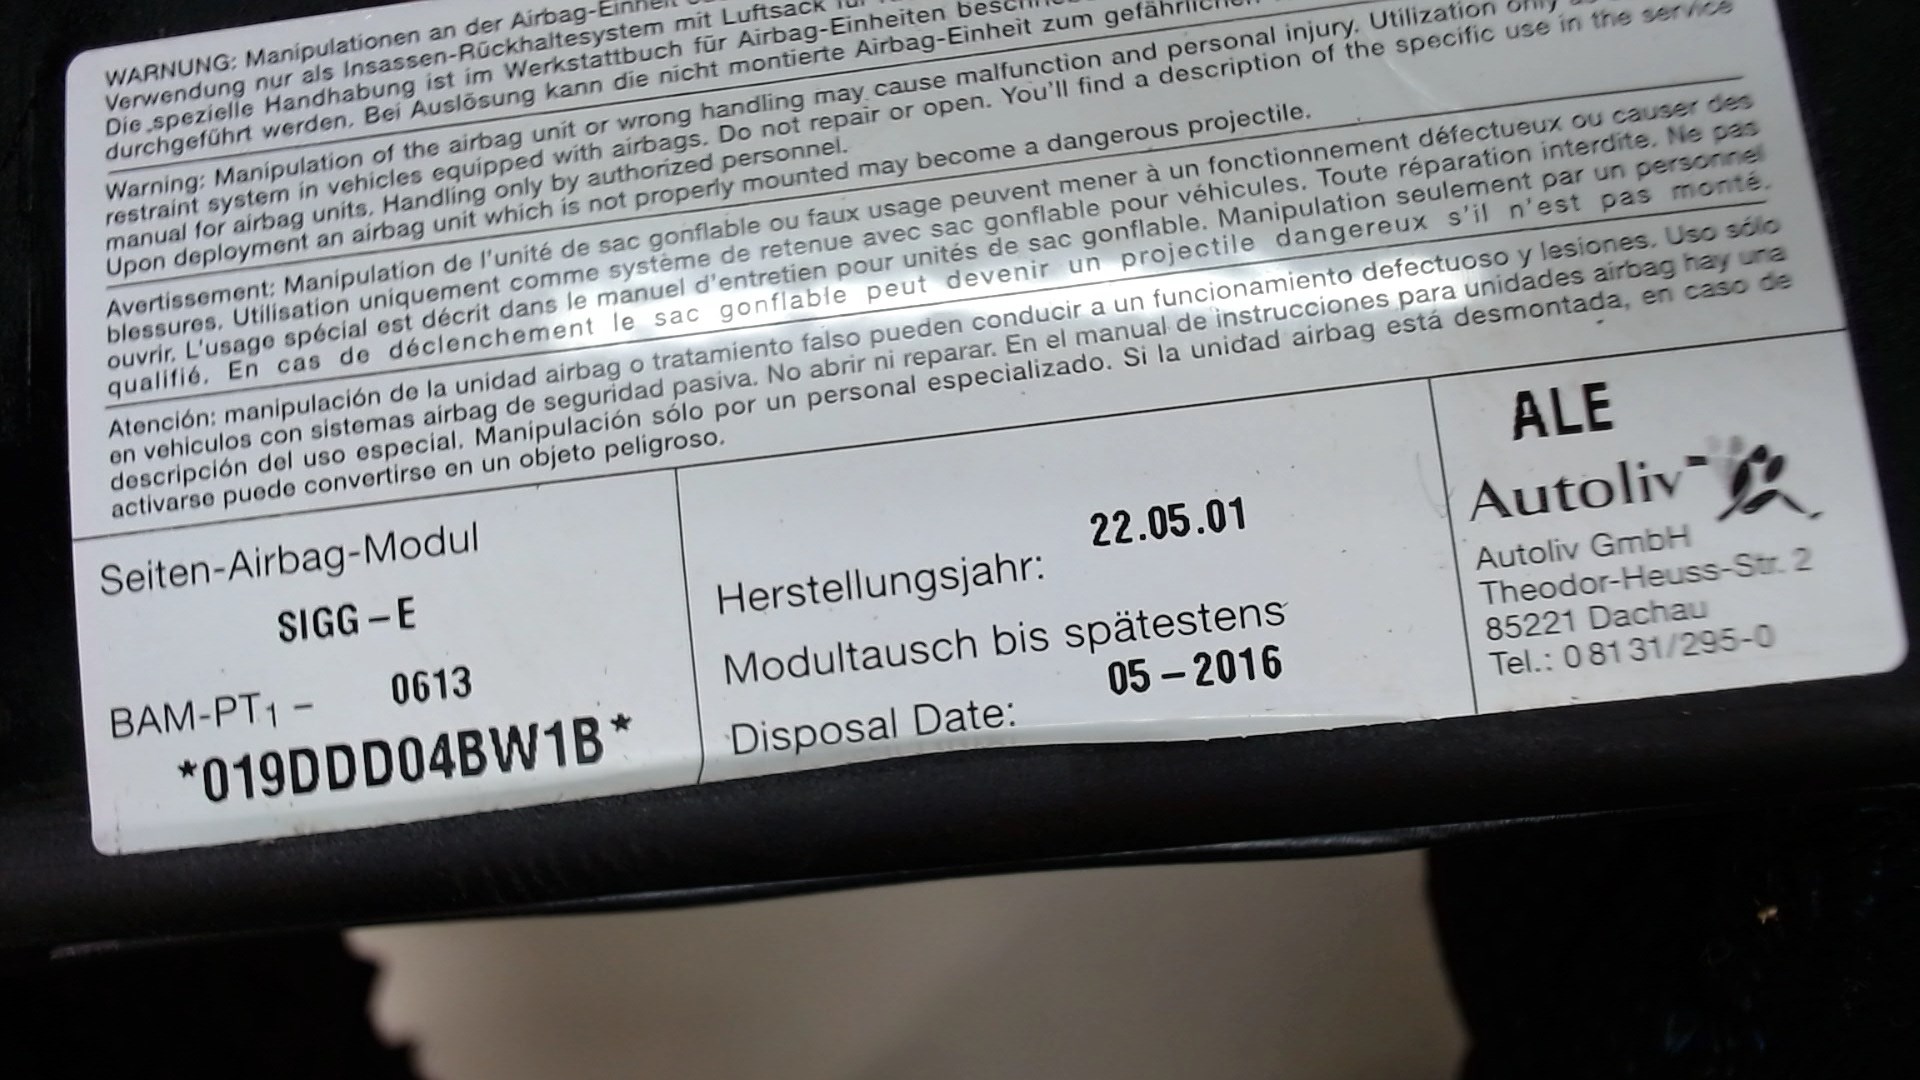 WARNUNG: Manipulationen an der Airbag-Einheit
Verwendung nur als Insassen-Rückhaltesystem mit Luftsack für
Die spezielle Handhabung ist im Werkstattbuch für Airbag-Einheiten
durchgeführt werden. Bei Auslösung kann die nicht montierte Airbag-Einheit zum gefährlichen
Warning: Manipulation of the airbag unit or wrong handling may cause malfunction and personal injury. Utilization only
restraint system in vehicles equipped with airbags. Do not repair or open. You'll find a description of the specific use in the service
manual for airbag units. Handling only by authorized personnel.
Upon deployment an airbag unit which is not properly mounted may become a dangerous projectile.
Avertissement: Manipulation de l'unité de sac gonflable ou faux usage peuvent mener à un fonctionnement défectueux ou causer des
blessures. Utilisation uniquement comme système de retenue avec sac gonflable pour véhicules. Toute réparation interdite. Ne pas
ouvrir. L'usage spécial est décrit dans le manuel d'entretien pour unités de sac gonflable. Manipulation seulement par un personnel
qualifié. En cas de déclenchement le sac gonflable peut devenir un projectile dangereux s'il n'est pas monté.
Atención: manipulación de la unidad airbag o tratamiento falso pueden conducir a un funcionamiento defectuoso y lesiones. Uso sólo
en vehiculos con sistemas airbag de seguridad pasiva. No abrir ni reparar. En el manual de instrucciones para unidades airbag hay una
descripción del uso especial. Manipulación sólo por un personal especializado. Si la unidad airbag está desmontada, en caso de
activarse puede convertirse en un objeto peligroso.
Seiten-Airbag-Modul
SIGG-E
BAM-PT1- 0613
*019DDD04BW1B*
22.05.01
Herstellungsjahr:
Modultausch bis spätestens
05-2016
Disposal Date:
ALE
Autoliv
Autoliv GmbH
Theodor-Heuss-Str. 2
85221 Dachau
Tel.: 0 81 31/295-0